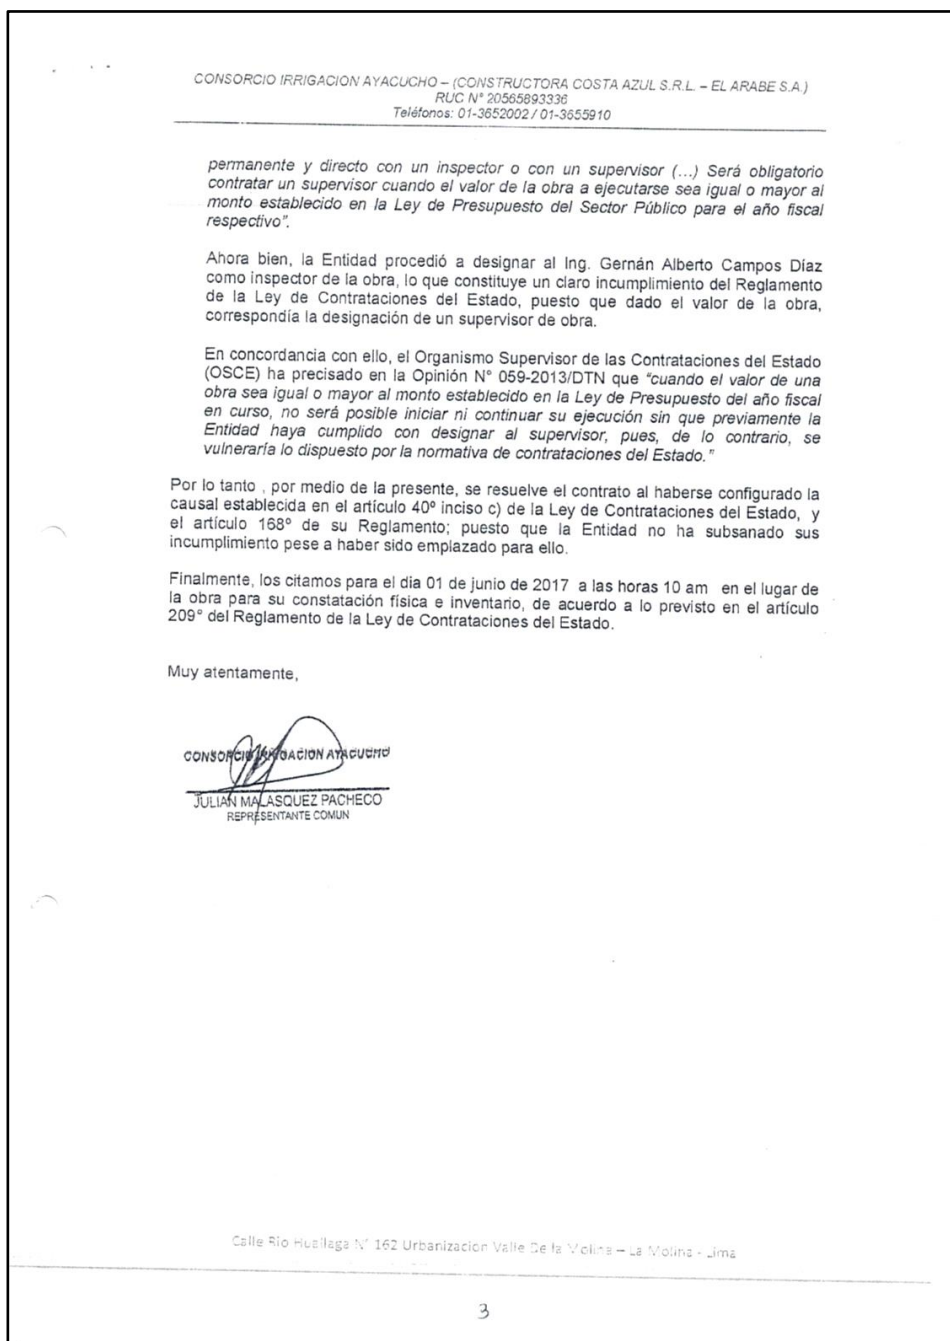 CONSORCIO IRRIGACION AYACUCHO – (CONSTRUCTORA COSTA AZUL S.R.L. – EL ARABE S.A.)
RUC N° 20565893336
Teléfonos: 01-3652002 / 01-3655910
permanente y directo con un inspector o con un supervisor (...) Será obligatorio
contratar un supervisor cuando el valor de la obra a ejecutarse sea igual o mayor al
monto establecido en la Ley de Presupuesto del Sector Público para el año fiscal
respectivo”.
Ahora bien, la Entidad procedió a designar al Ing. Gernán Alberto Campos Díaz
como inspector de la obra, lo que constituye un claro incumplimiento del Reglamento
de la Ley de Contrataciones del Estado, puesto que dado el valor de la obra,
correspondía la designación de un supervisor de obra.
En concordancia con ello, el Organismo Supervisor de las Contrataciones del Estado
(OSCE) ha precisado en la Opinión N° 059-2013/DTN que “cuando el valor de una
obra sea igual o mayor al monto establecido en la Ley de Presupuesto del año fiscal
en curso, no será posible iniciar ni continuar su ejecución sin que previamente la
Entidad haya cumplido con designar al supervisor, pues, de lo contrario, se
vulneraría lo dispuesto por la normativa de contrataciones del Estado.”
Por lo tanto , por medio de la presente, se resuelve el contrato al haberse configurado la
causal establecida en el artículo 40º inciso c) de la Ley de Contrataciones del Estado, y
el artículo 168º de su Reglamento; puesto que la Entidad no ha subsanado sus
incumplimiento pese a haber sido emplazado para ello.
Finalmente, los citamos para el dia 01 de junio de 2017 a las horas 10 am en el lugar de
la obra para su constatación física e inventario, de acuerdo a lo previsto en el artículo
209° del Reglamento de la Ley de Contrataciones del Estado.
Muy atentamente,
CONSORCIO IRRIGACION AYACUCHO
JULIAN MALASQUEZ PACHECO
REPRESENTANTE COMUN
Calle Rio Huallaga N° 162 Urbanizacion Valle De la Molina – La Molina - Lima
3